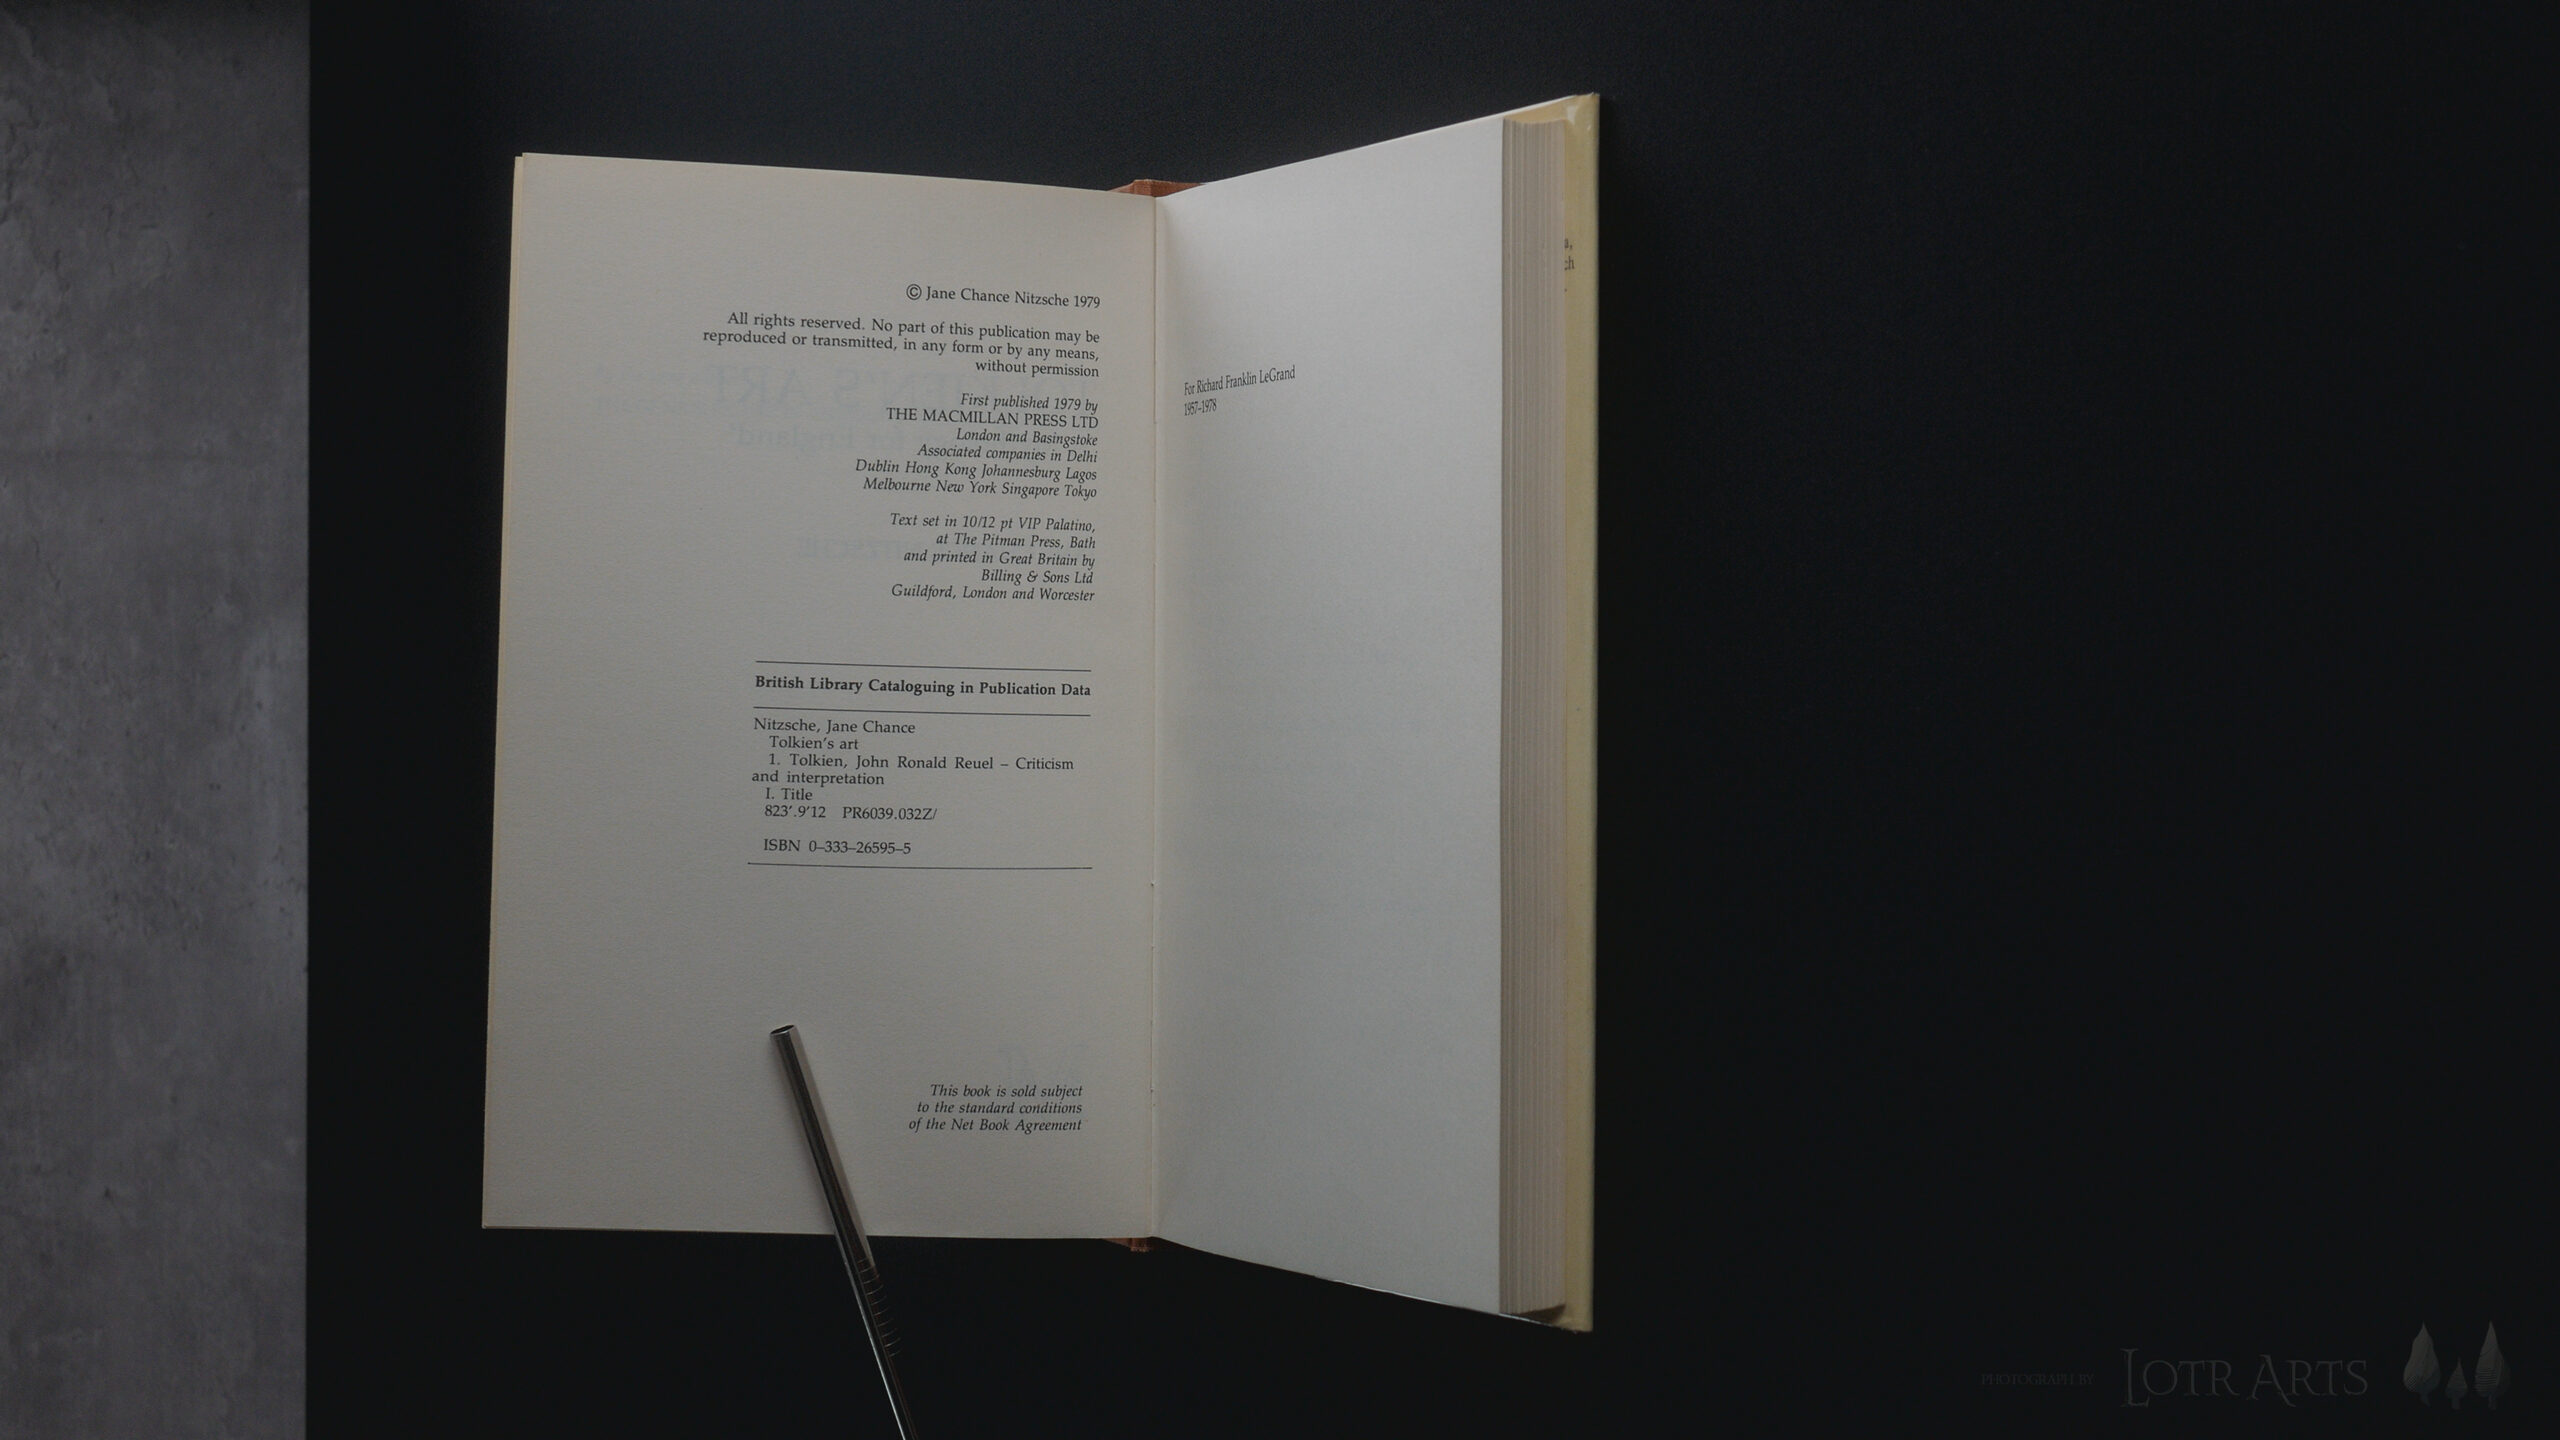 © Jane Chance Nitzsche 1979
All rights reserved. No part of this publication may be
reproduced or transmitted, in any form or by any means,
without permission
First published 1979 by
THE MACMILLAN PRESS LTD
London and Basingstoke
Associated companies in Delhi
Dublin Hong Kong Johannesburg Lagos
Melbourne New York Singapore Tokyo
Text set in 10/12 pt VIP Palatino,
at The Pitman Press, Bath
and printed in Great Britain by
Billing & Sons Ltd
Guildford, London and Worcester
British Library Cataloguing in Publication Data
Nitzsche, Jane Chance
Tolkien's art
1. Tolkien, John Ronald Reuel – Criticism
and interpretation
I. Title
823'.9'12 PR6039.032Z/
ISBN 0–333–26595–5
This book is sold subject
to the standard conditions
of the Net Book Agreement
For Richard Franklin LeGrand
1957–1978
PHOTOGRAPH BY LOTR ARTS